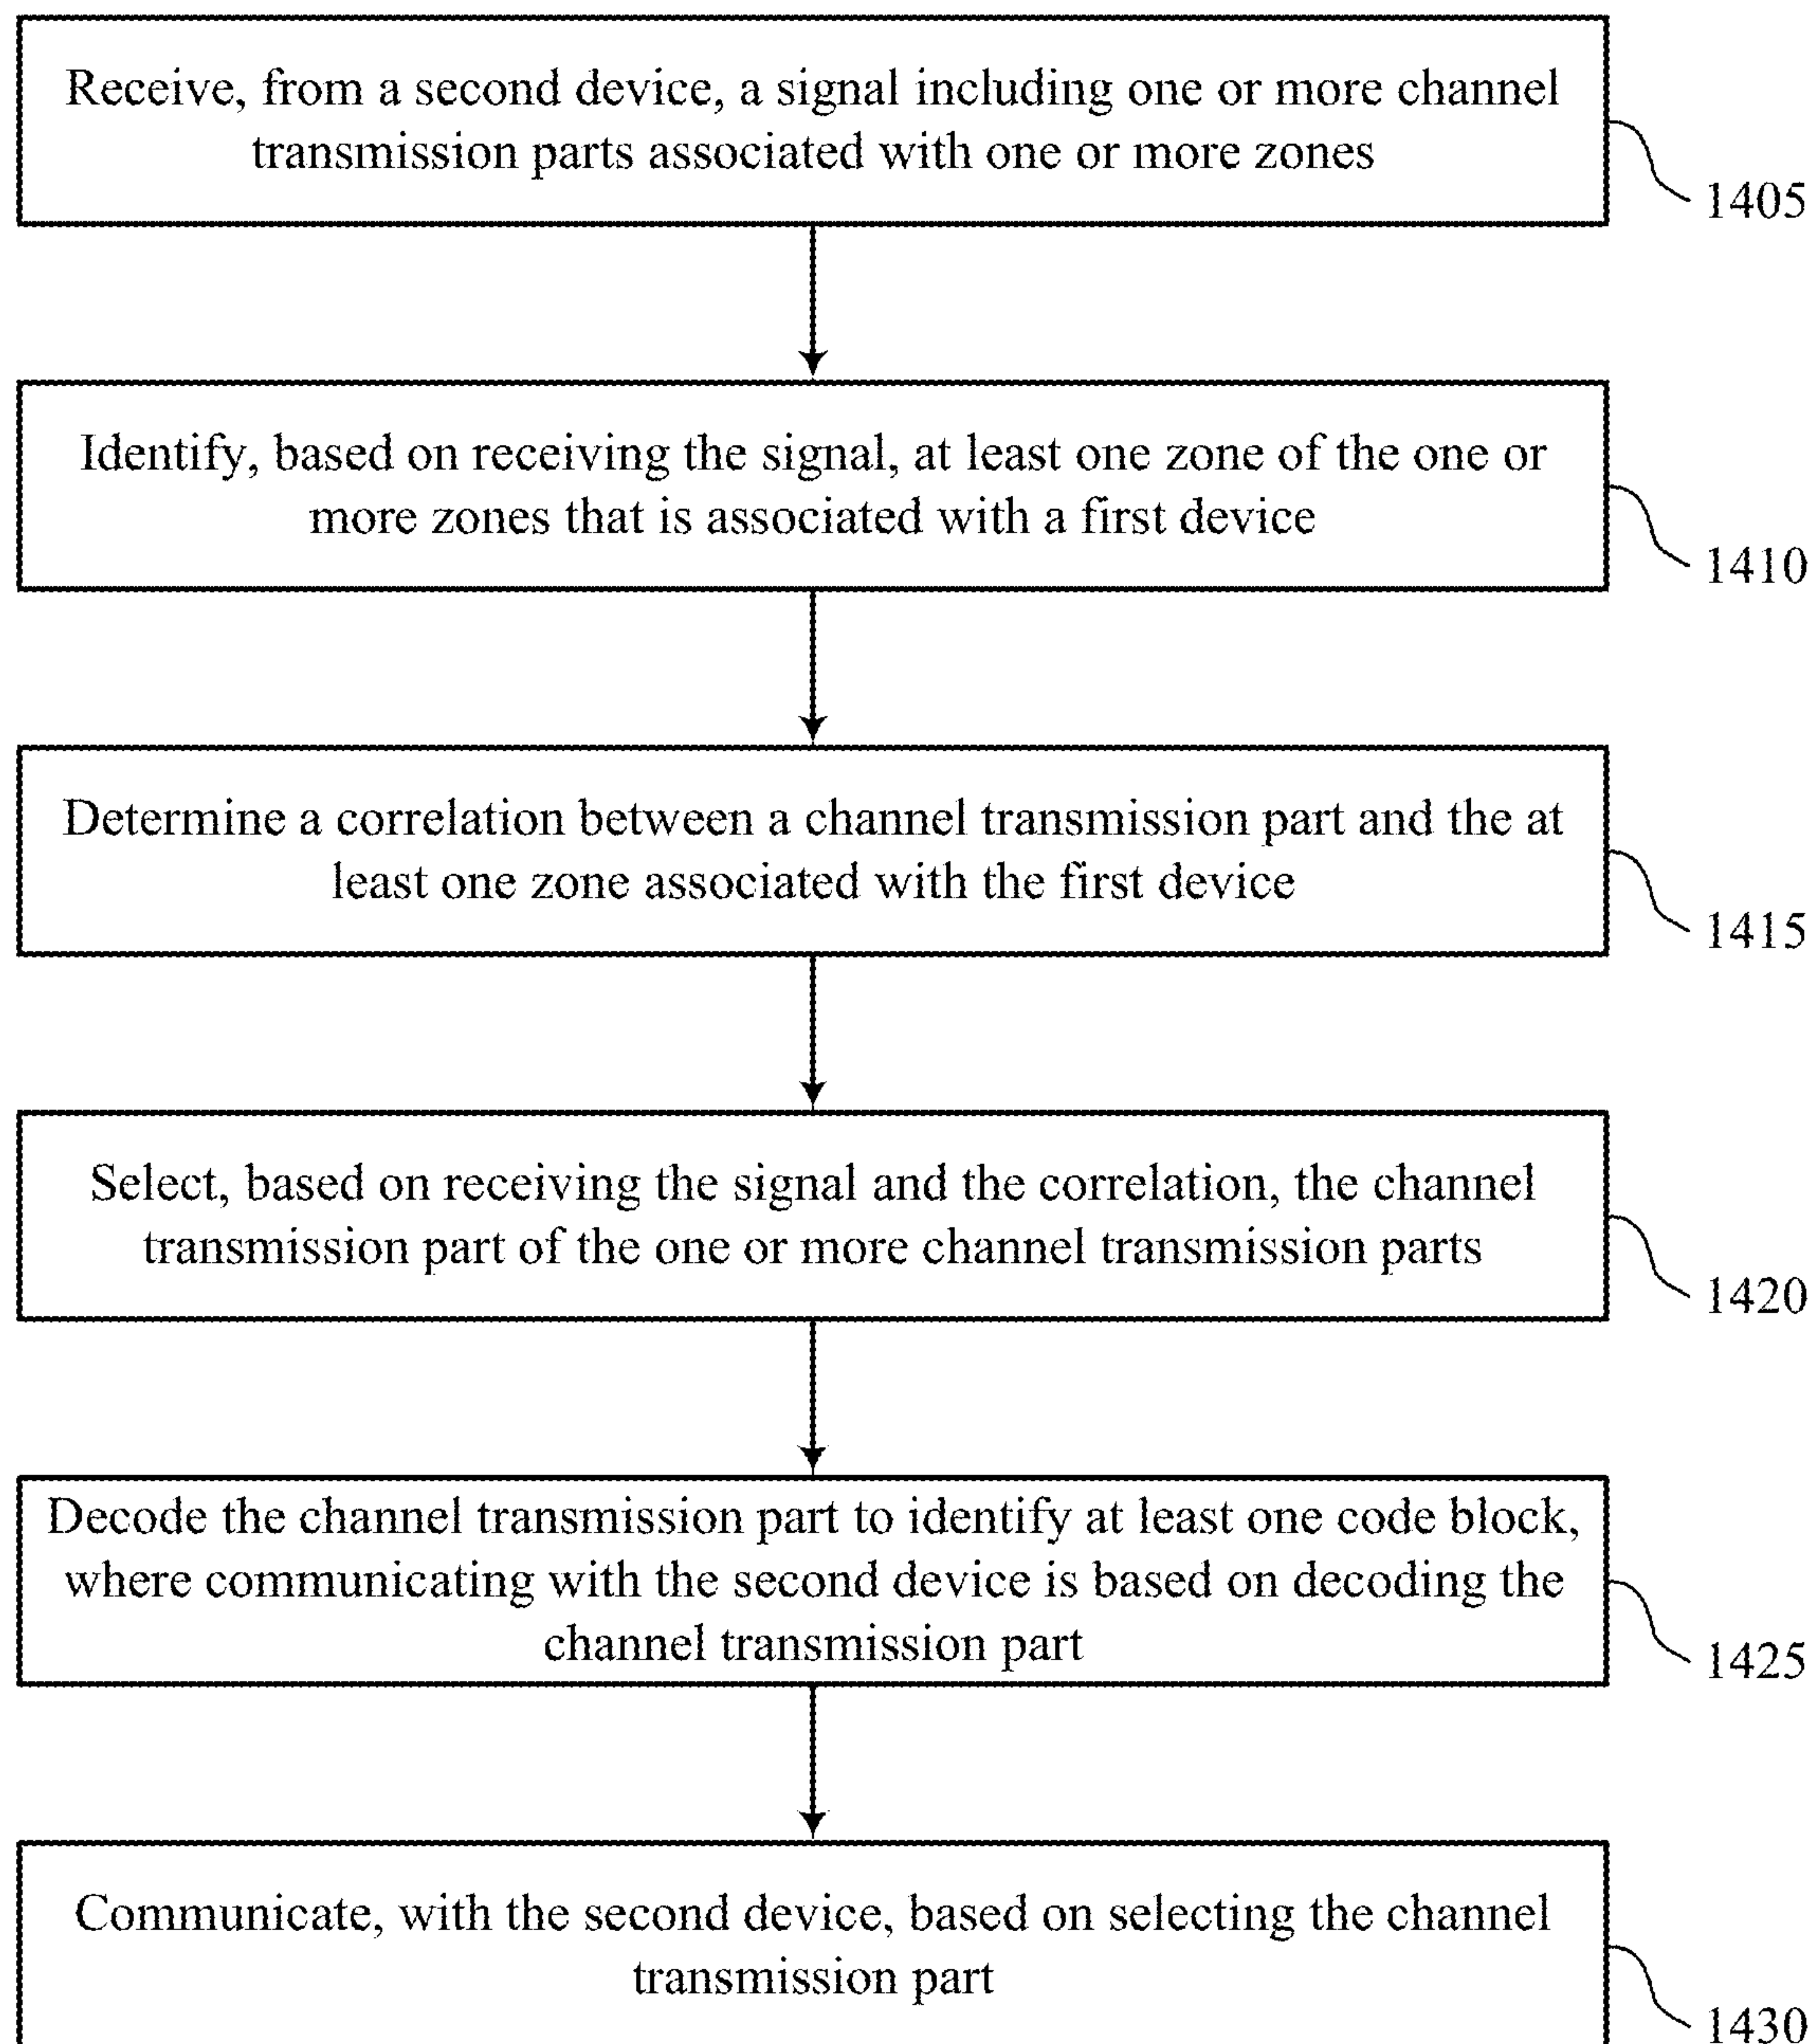 Receive, from a second device, a signal including one or more channel
transmission parts associated with one or more zones
1405
Identify, based on receiving the signal, at least one zone of the one or
more zones that is associated with a first device
1410
Determine a correlation between a channel transmission part and the at
least one zone associated with the first device
1415
Select, based on receiving the signal and the correlation, the channel
transmission part of the one or more channel transmission parts
1420
Decode the channel transmission part to identify at least one code block,
where communicating with the second device is based on decoding the
channel transmission part
1425
Communicate, with the second device, based on selecting the channel
transmission part
1430